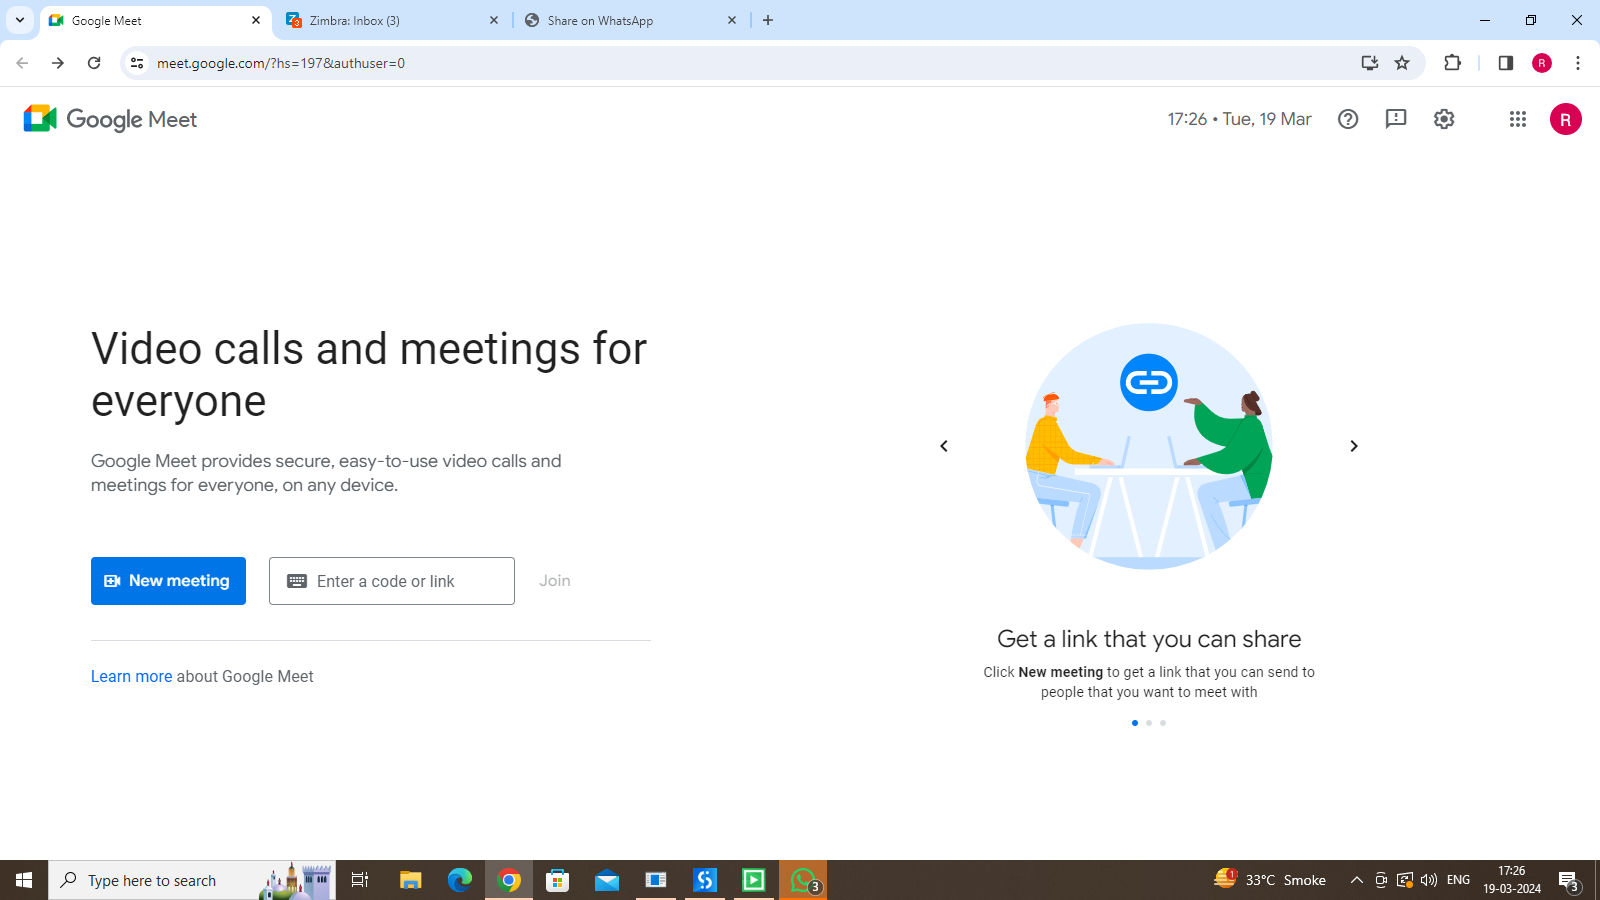 Google Meet
Zimbra: Inbox (3)
Share on WhatsApp
meet.google.com/?hs=197&authuser=0
R
Google Meet
17:26 • Tue, 19 Mar
R
Video calls and meetings for
everyone
Google Meet provides secure, easy-to-use video calls and
meetings for everyone, on any device.
New meeting
Enter a code or link
Join
Learn more about Google Meet
Get a link that you can share
Click New meeting to get a link that you can send to
people that you want to meet with
Type here to search
3
1
33°C Smoke
ENG
17:26
19-03-2024
3